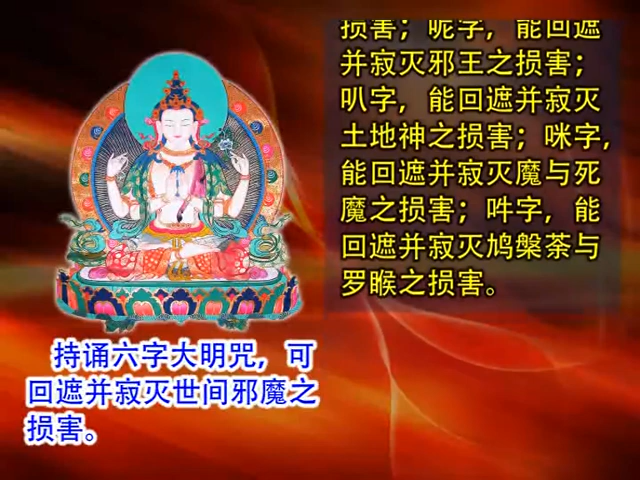 损害；昵字，能回遮
并寂灭邪王之损害；
叭字，能回遮并寂灭
土地神之损害；咪字，
能回遮并寂灭魔与死
魔之损害；吽字，能
回遮并寂灭鸠槃荼与
罗睺之损害。
持诵六字大明咒，可
回遮并寂灭世间邪魔之
损害。